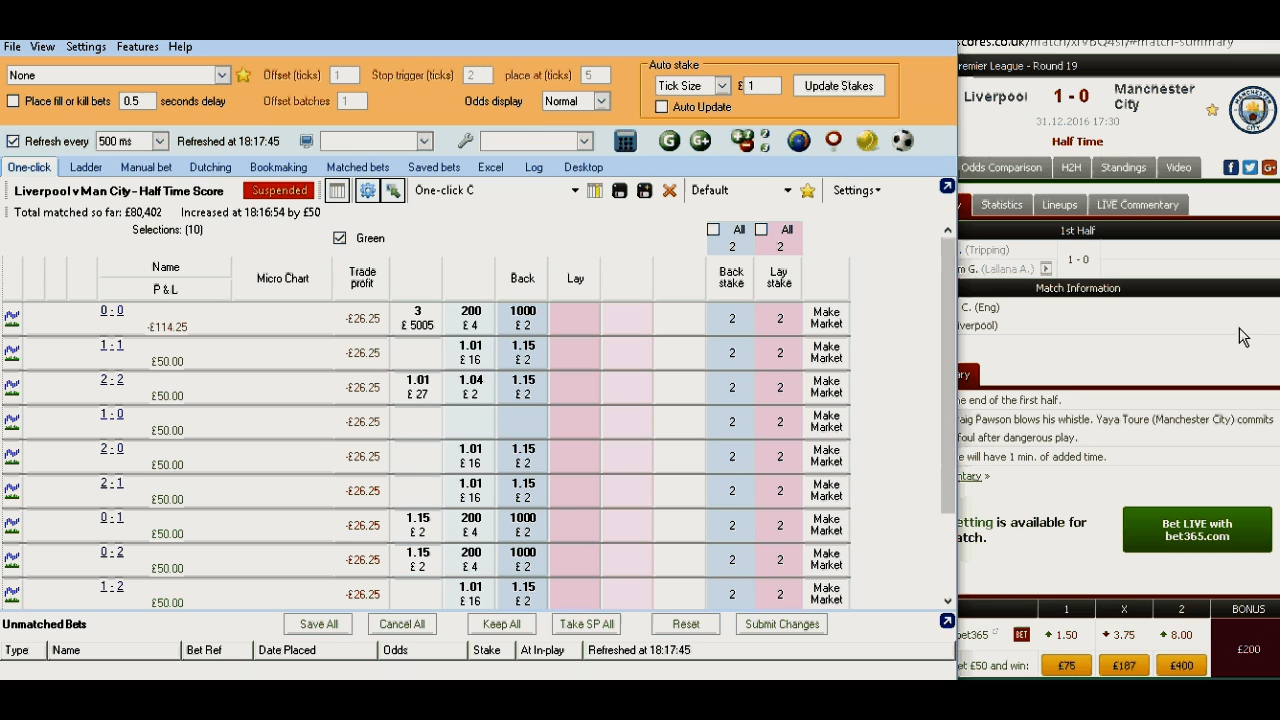 File View Settings Features Help
None Offset (ticks) 1 Stop trigger (ticks) 2 place at (ticks) 5
Place fill or kill bets 0.5 seconds delay Offset batches 1 Odds display Normal
Auto stake
Tick Size £ 1 Update Stakes
Auto Update
Refresh every 500 ms Refreshed at 18:17:45
One-click Ladder Manual bet Dutching Bookmaking Matched bets Saved bets Excel Log Desktop
Liverpool v Man City - Half Time Score Suspended One-click C Default Settings
Total matched so far: £80,402 Increased at 18:16:54 by £50
Selections: (10) Green All All
2 2
Name P & L Micro Chart Trade profit Back Lay Back stake Lay stake
0 - 0 -£26.25 3 200 1000 2 2 Make Market
-£114.25 £ 5005 £ 4 £ 2
1 - 1 -£26.25 1.01 1.15 2 2 Make Market
£50.00 £ 16 £ 2
2 - 2 -£26.25 1.01 1.04 1.15 2 2 Make Market
£50.00 £ 27 £ 2 £ 2
1 - 0 -£26.25 2 2 Make Market
£50.00
2 - 0 -£26.25 1.01 1.15 2 2 Make Market
£50.00 £ 16 £ 2
2 - 1 -£26.25 1.01 1.15 2 2 Make Market
£50.00 £ 16 £ 2
0 - 1 -£26.25 1.15 200 1000 2 2 Make Market
£50.00 £ 2 £ 4 £ 2
0 - 2 -£26.25 1.15 200 1000 2 2 Make Market
£50.00 £ 2 £ 4 £ 2
1 - 2 -£26.25 1.01 1.15 2 2 Make Market
£50.00 £ 16 £ 2
Unmatched Bets Save All Cancel All Keep All Take SP All Reset Submit Changes
Type Name Bet Ref Date Placed Odds Stake At In-play Refreshed at 18:17:45
remier League - Round 19
Liverpool 1 - 0 Manchester City
31.12.2016 17:30
Half Time
Odds Comparison H2H Standings Video
Statistics Lineups LIVE Commentary
1st Half
. (Tripping)
m G. (Lallana A.) 1 - 0
Match Information
C. (Eng)
verpool)
ary
he end of the first half.
aig Pawson blows his whistle. Yaya Toure (Manchester City) commits
foul after dangerous play.
e will have 1 min. of added time.
entary »
etting is available for
atch.
Bet LIVE with
bet365.com
1 X 2 BONUS
bet365 BET 1.50 3.75 8.00 £200
et £50 and win: £75 £187 £400